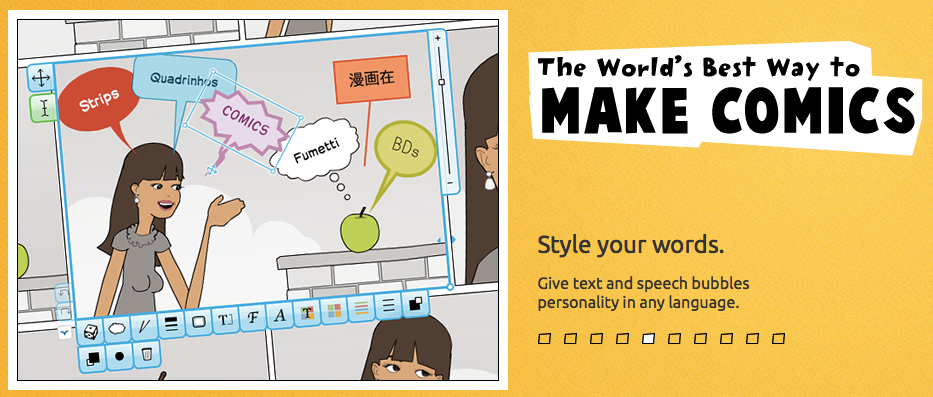 Strips
Quadrinhos
COMICS
Fumetti
漫画在
BDs
The World's Best Way to
MAKE COMICS
Style your words.
Give text and speech bubbles
personality in any language.